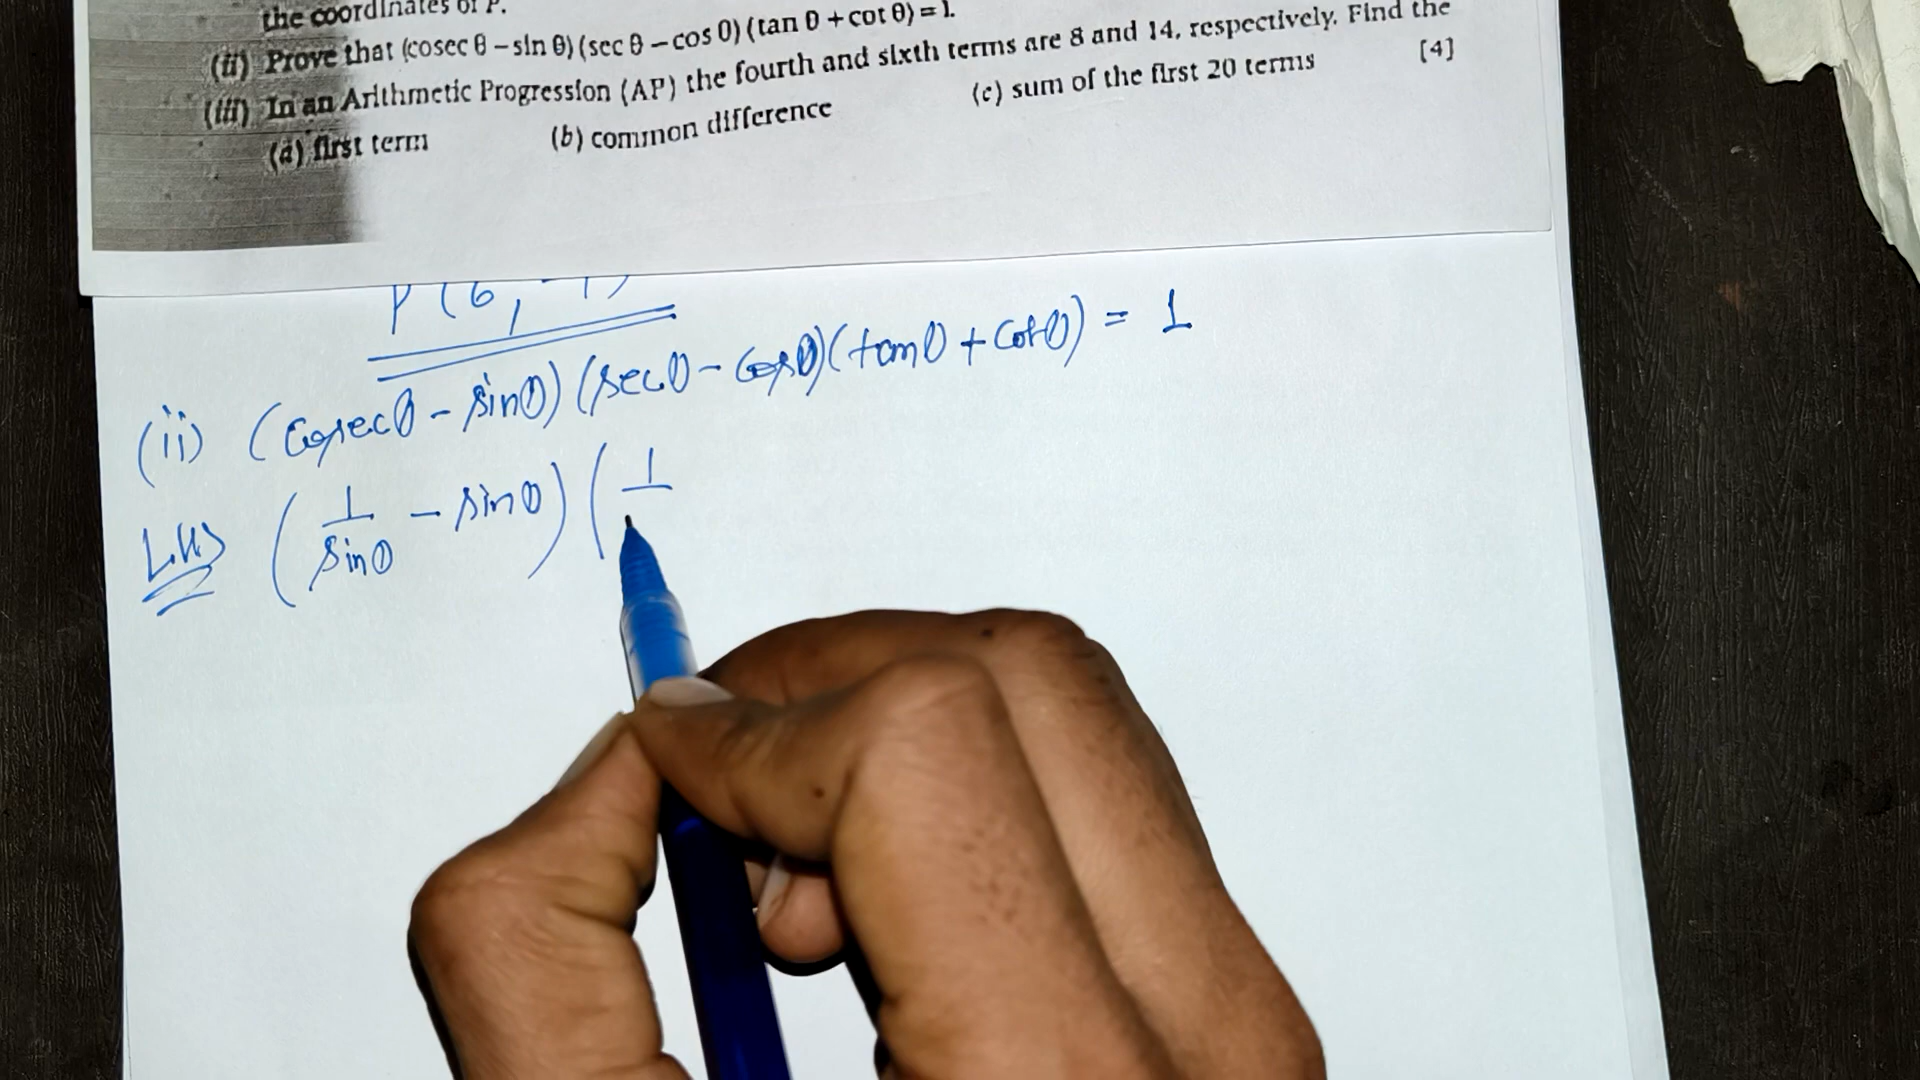 the coordinates of P.
(ii) Prove that (cosec θ – sin θ) (sec θ – cos θ) (tan θ + cot θ) = 1.
(iii) In an Arithmetic Progression (AP) the fourth and sixth terms are 8 and 14, respectively. Find the
(a) first term (b) common difference (c) sum of the first 20 terms [4]
P (6, -1)
(ii) (cosecθ - sinθ) (secθ - cosθ)(tanθ + cotθ) = 1
LHS (1/sinθ - sinθ) (1/